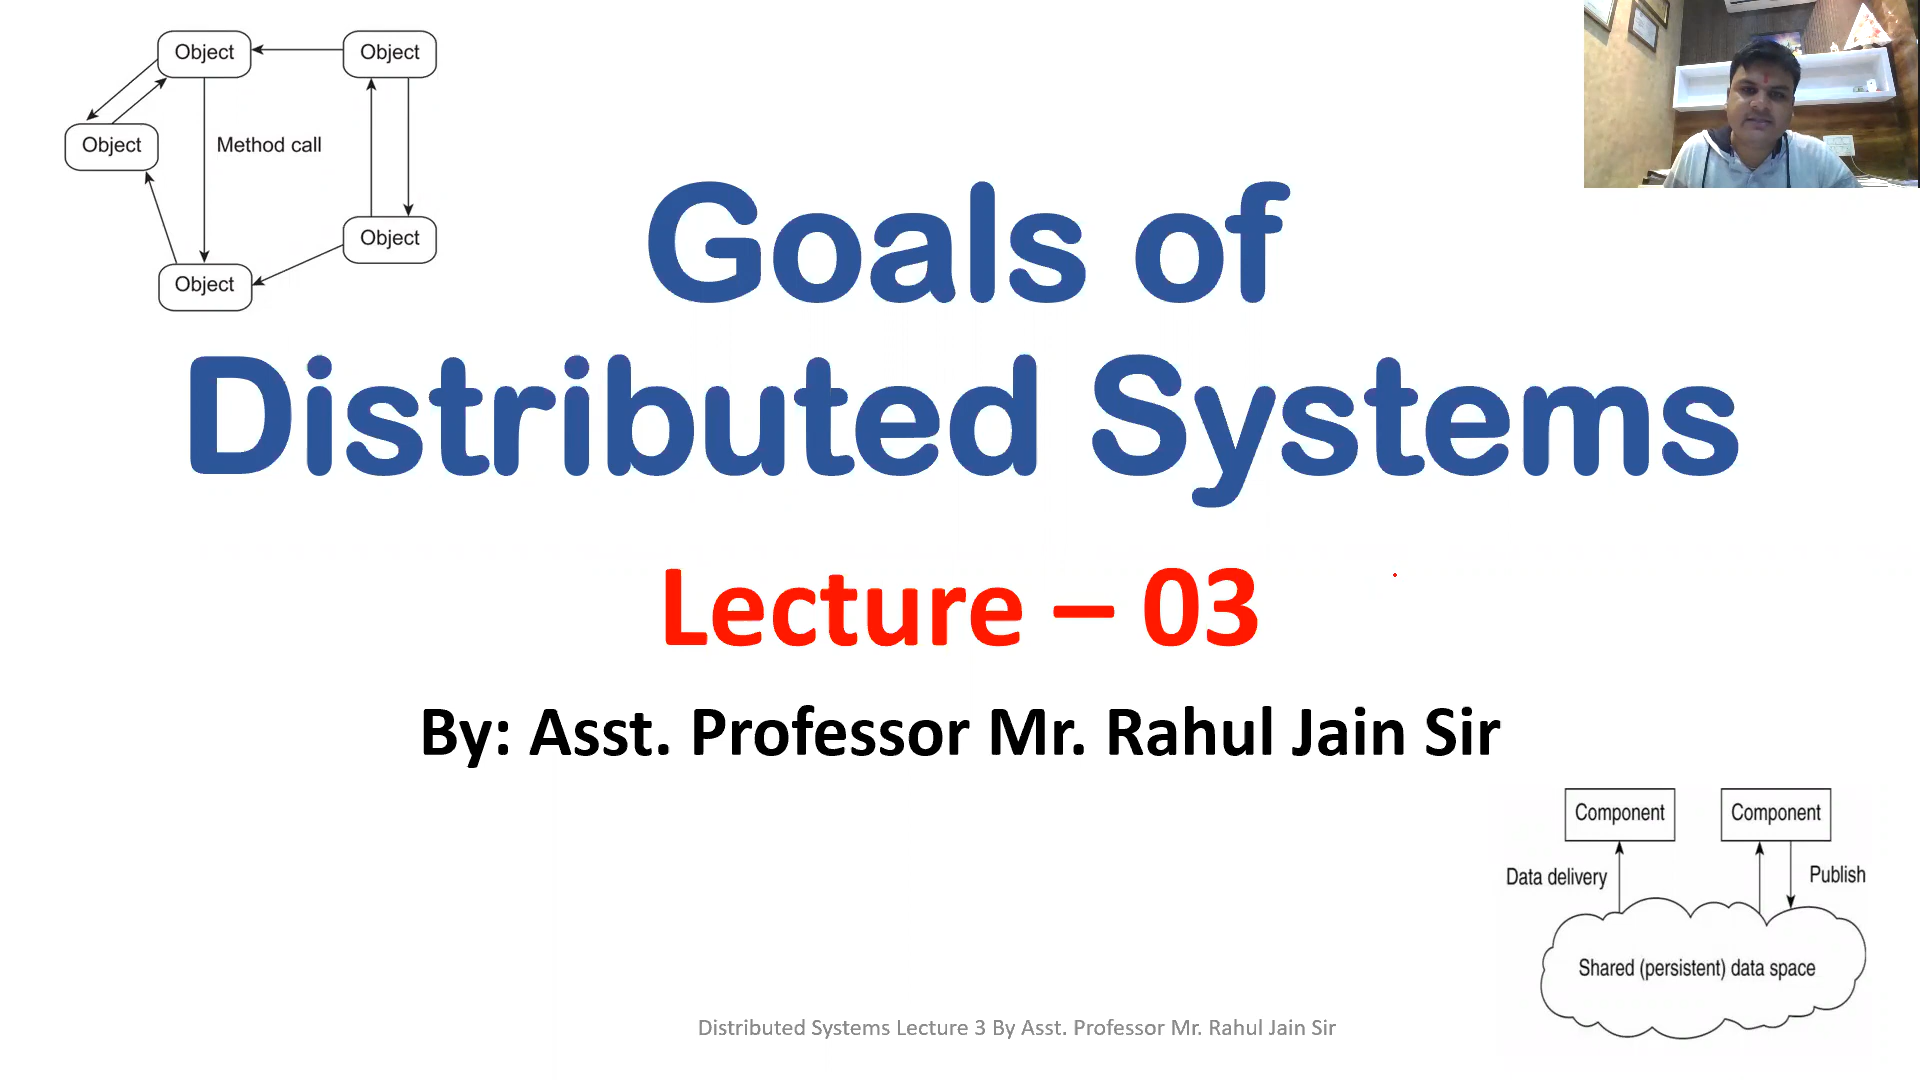 Object
Object
Object
Method call
Object
Object
Goals of
Distributed Systems
Lecture – 03
By: Asst. Professor Mr. Rahul Jain Sir
Component
Component
Data delivery
Publish
Shared (persistent) data space
Distributed Systems Lecture 3 By Asst. Professor Mr. Rahul Jain Sir